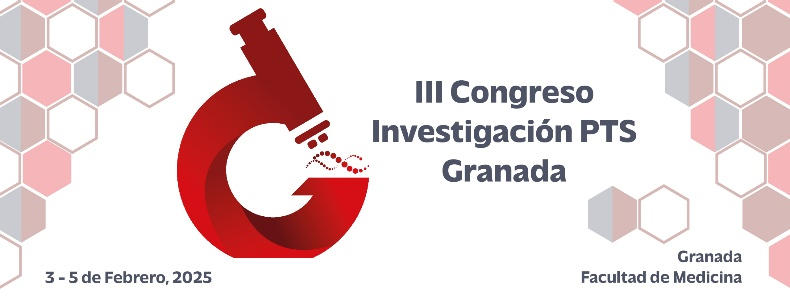 III Congreso
Investigación PTS
Granada
3 - 5 de Febrero, 2025
Granada
Facultad de Medicina